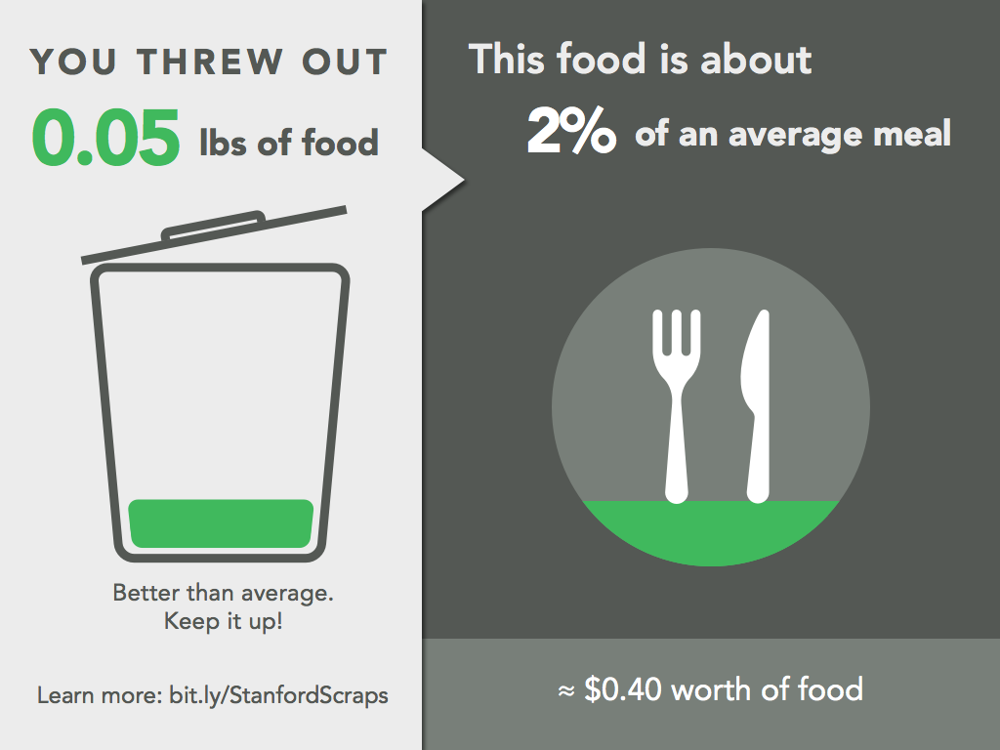 YOU THREW OUT
0.05 lbs of food
Better than average.
Keep it up!
Learn more: bit.ly/StanfordScraps
This food is about
2% of an average meal
≈ $0.40 worth of food